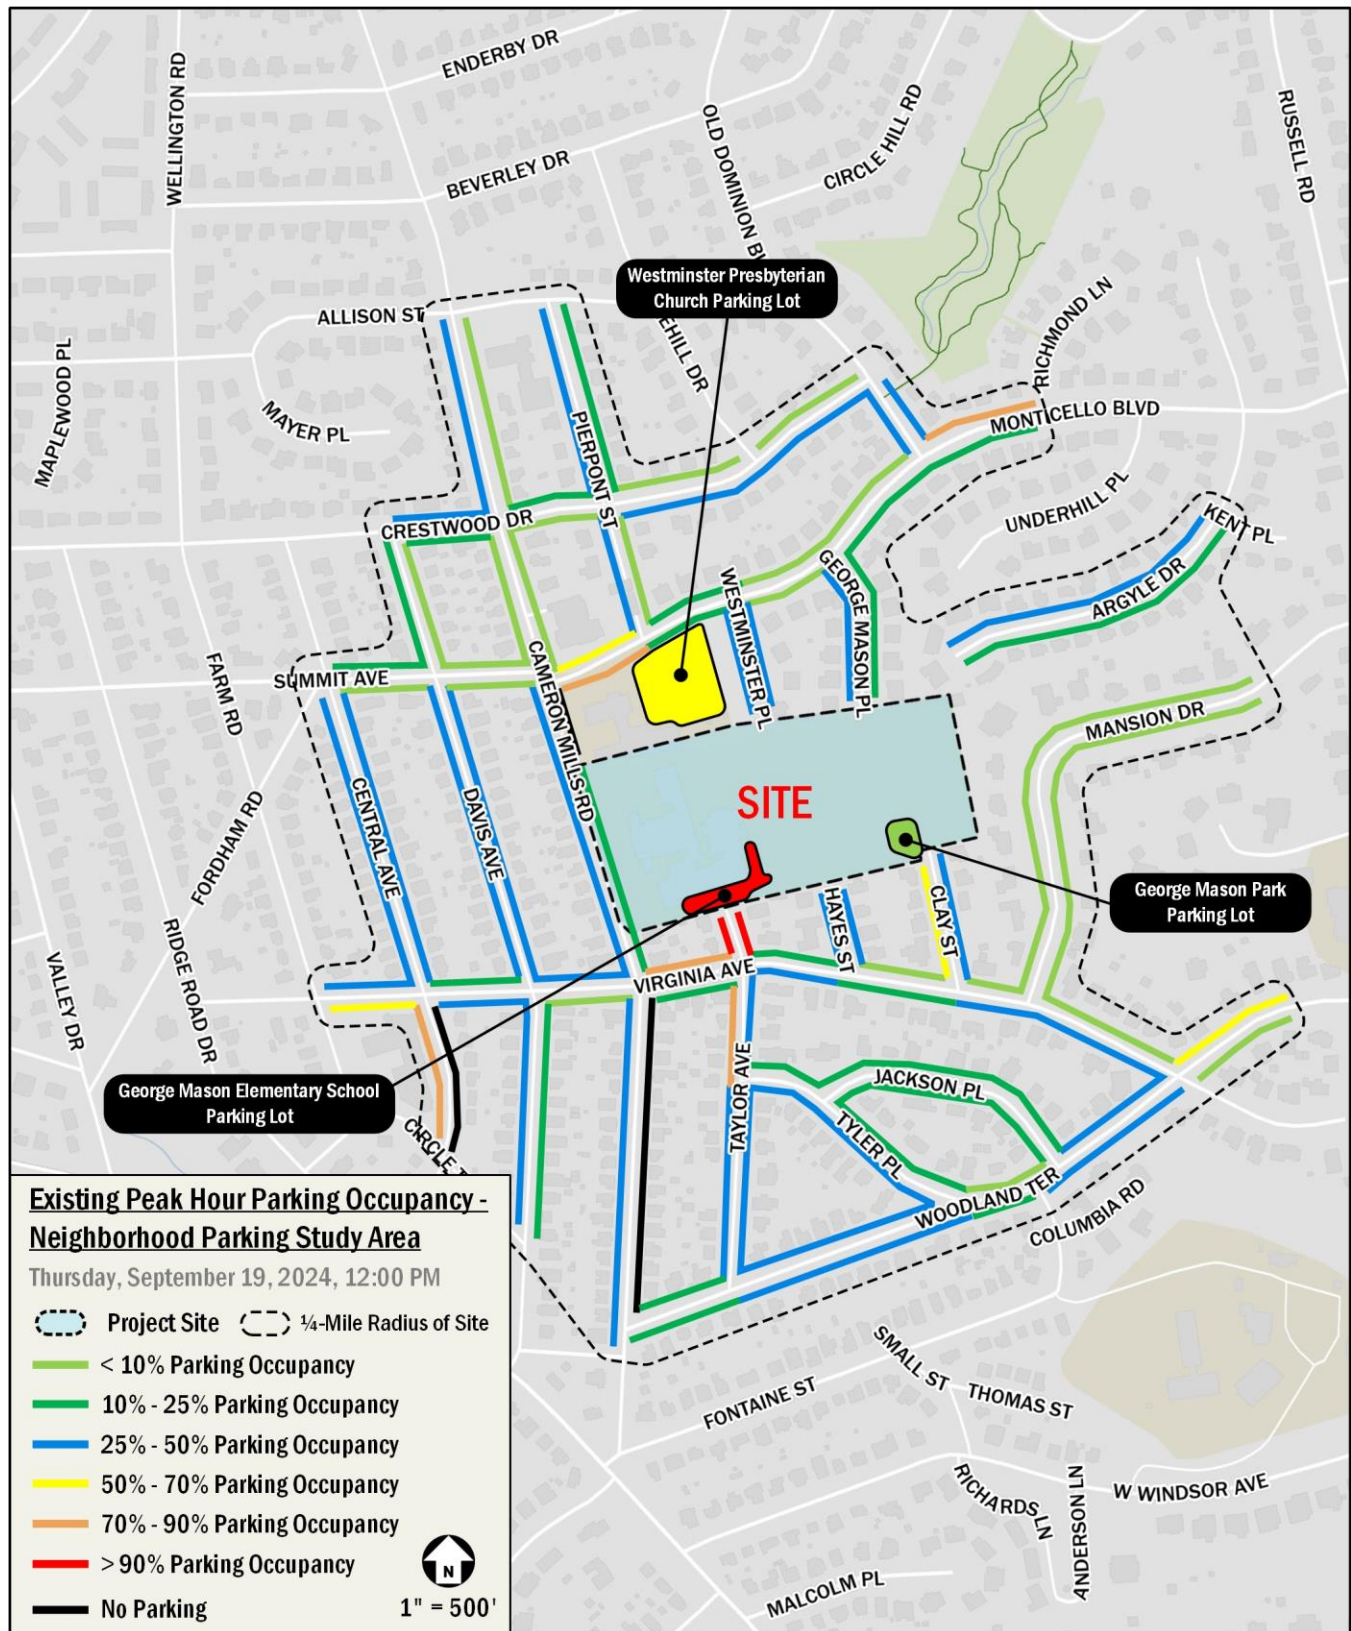 ENDERBY DR
WELLINGTON RD
BEVERLEY DR
OLD DOMINION
CIRCLE HILL RD
RUSSELL RD
Westminster Presbyterian
Church Parking Lot
ALLISON ST
EHILL DR
RICHMOND LN
MAPLEWOOD PL
MAYER PL
PIERPONT ST
MONTICELLO BLVD
CRESTWOOD DR
UNDERHILL PL
KENT PL
GEORGE MASON PL
WESTMINSTER PL
ARGYLE DR
SUMMIT AVE
FARM RD
CAMERON MILLS RD
MANSION DR
CENTRAL AVE
DAVIS AVE
SITE
FORDHAM RD
George Mason Park
Parking Lot
HAYES ST
CLAY ST
RIDGE ROAD DR
VALLEY DR
VIRGINIA AVE
George Mason Elementary School
Parking Lot
TAYLOR AVE
JACKSON PL
TYLER PL
CIRCLE T
WOODLAND TER
COLUMBIA RD
SMALL ST
THOMAS ST
FONTAINE ST
W WINDSOR AVE
RICHARDS LN
ANDERSON LN
MALCOLM PL
Existing Peak Hour Parking Occupancy -
Neighborhood Parking Study Area
Thursday, September 19, 2024, 12:00 PM
Project Site
¼-Mile Radius of Site
< 10% Parking Occupancy
10% - 25% Parking Occupancy
25% - 50% Parking Occupancy
50% - 70% Parking Occupancy
70% - 90% Parking Occupancy
> 90% Parking Occupancy
No Parking
N
1" = 500'